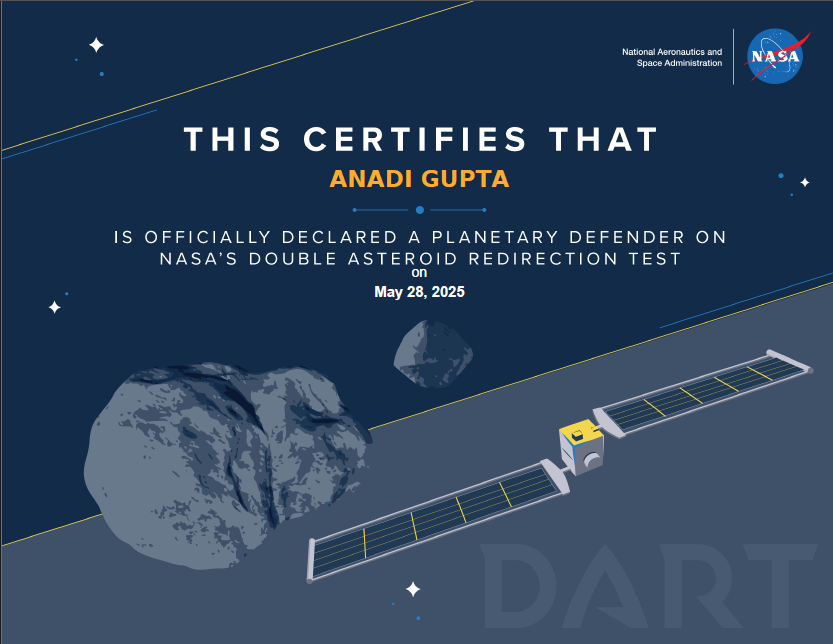 National Aeronautics and
Space Administration
NASA
THIS CERTIFIES THAT
ANADI GUPTA
IS OFFICIALLY DECLARED A PLANETARY DEFENDER ON
NASA'S DOUBLE ASTEROID REDIRECTION TEST
on
May 28, 2025
DART